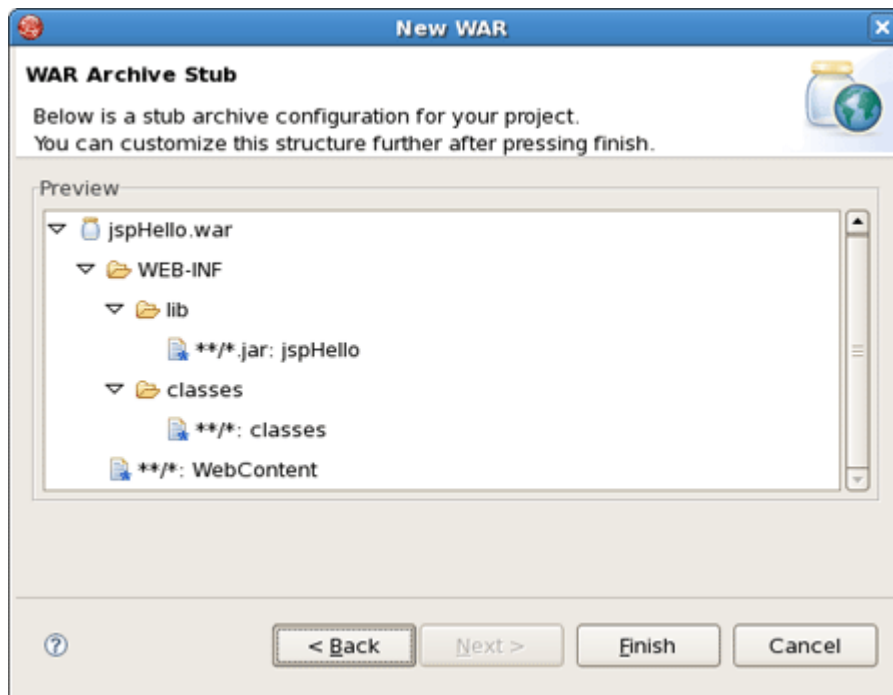 New WAR
WAR Archive Stub
Below is a stub archive configuration for your project.
You can customize this structure further after pressing finish.
Preview
jspHello.war
WEB-INF
lib
**/*.jar: jspHello
classes
**/*: classes
**/*: WebContent
? < Back Next > Finish Cancel